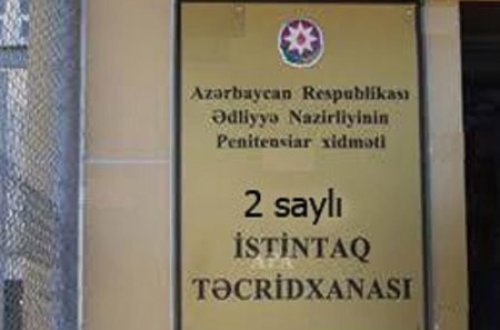 Azərbaycan Respublikası
Ədliyyə Nazirliyinin
Penitensiar xidməti
2 saylı
İSTİNTAQ
TƏCRİDXANASI